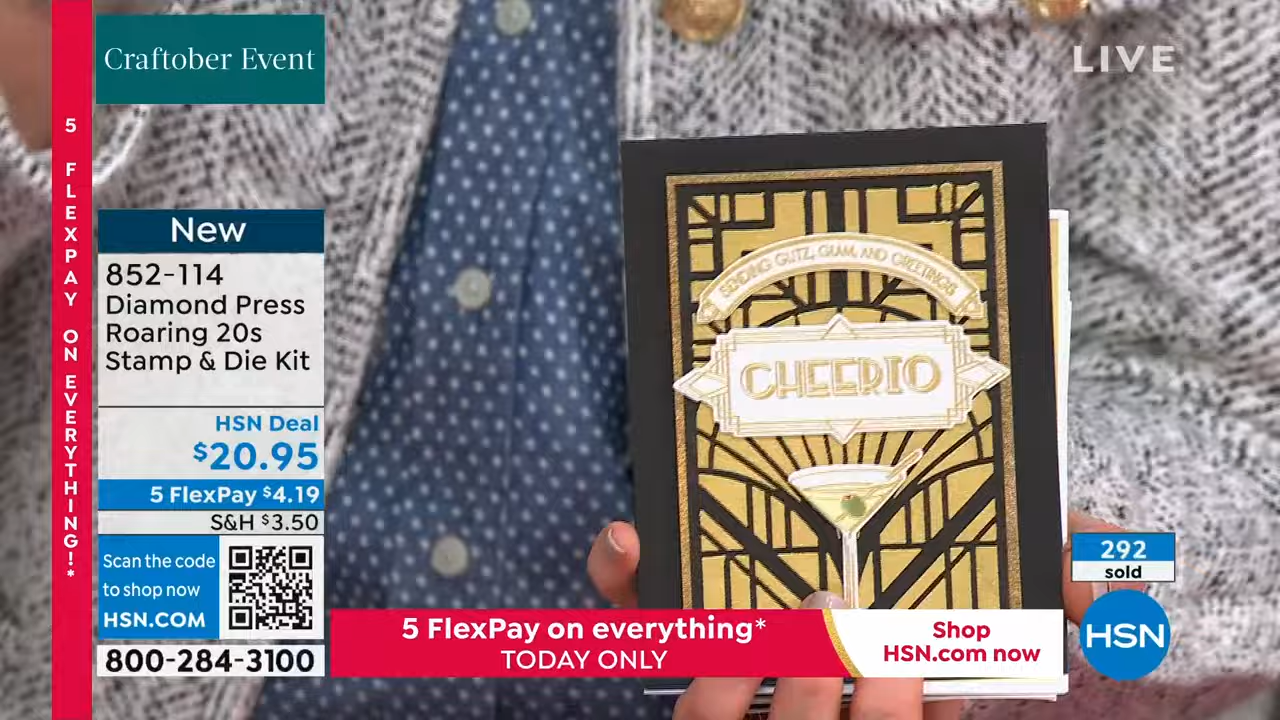 Craftober Event
LIVE
5 FLEXPAY ON EVERYTHING!*
New
852-114
Diamond Press
Roaring 20s
Stamp & Die Kit
HSN Deal
$20.95
5 FlexPay $4.19
S&H $3.50
Scan the code
to shop now
HSN.COM
800-284-3100
SENDING GLITZ, GLAM, AND GREETINGS
CHEERIO
292
sold
5 FlexPay on everything*
TODAY ONLY
Shop
HSN.com now
HSN